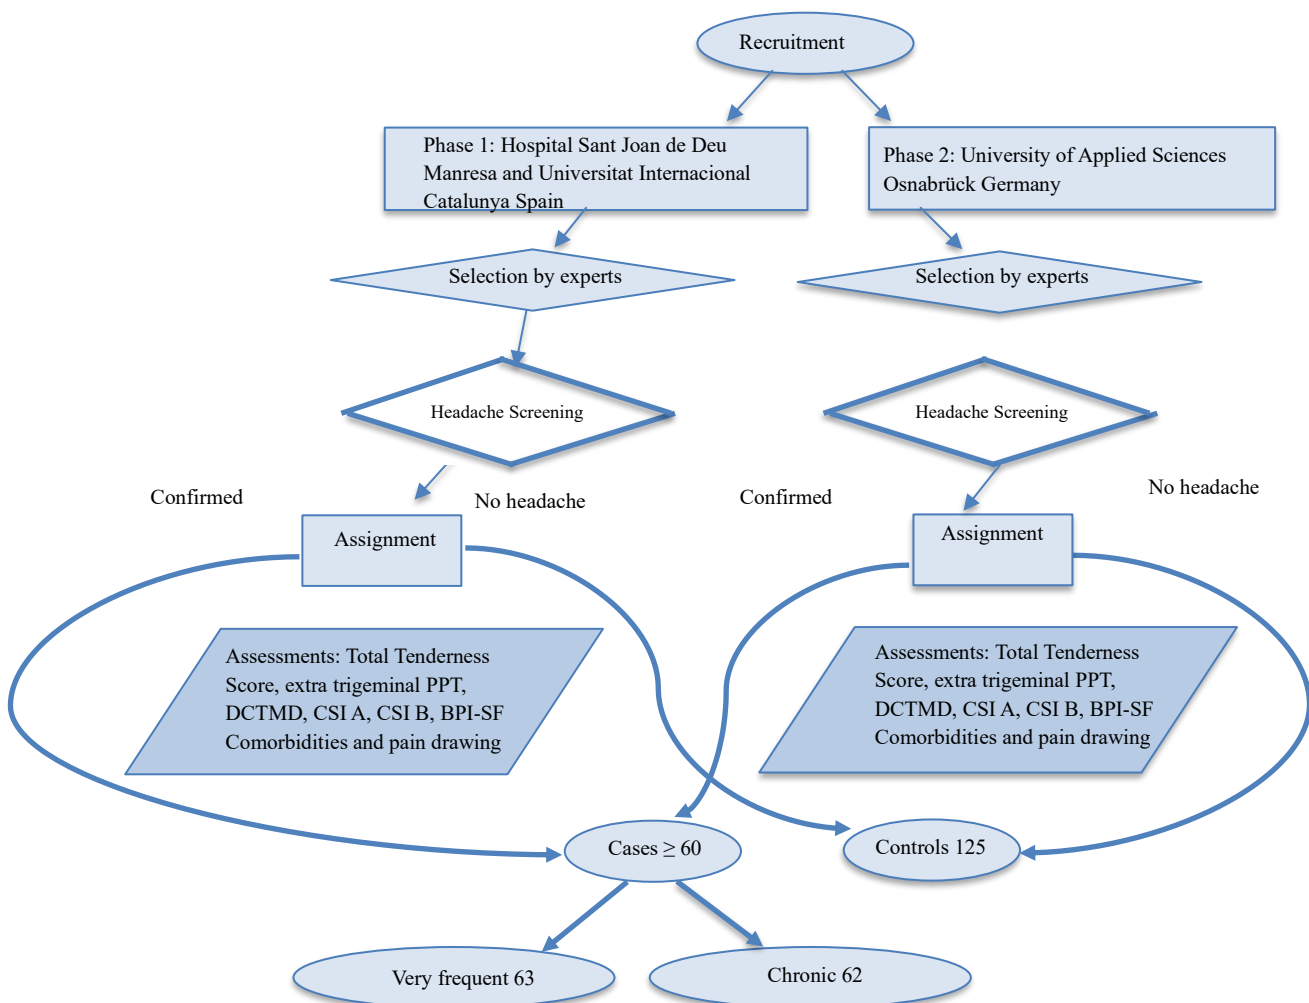 Recruitment
Phase 1: Hospital Sant Joan de Deu
Manresa and Universitat Internacional
Catalunya Spain
Phase 2: University of Applied Sciences
Osnabrück Germany
Selection by experts
Selection by experts
Headache Screening
Headache Screening
Confirmed
No headache
Confirmed
No headache
Assignment
Assignment
Assessments: Total Tenderness
Score, extra trigeminal PPT,
DCTMD, CSI A, CSI B, BPI-SF
Comorbidities and pain drawing
Assessments: Total Tenderness
Score, extra trigeminal PPT,
DCTMD, CSI A, CSI B, BPI-SF
Comorbidities and pain drawing
Cases ≥ 60
Controls 125
Very frequent 63
Chronic 62